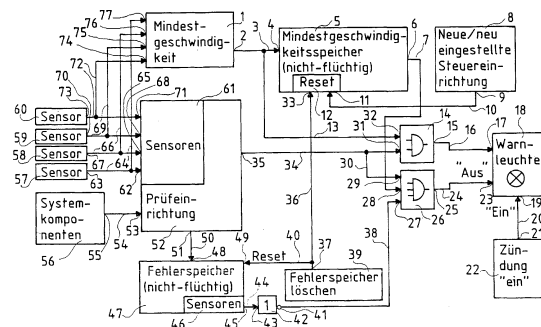 77
76
75
74
72
70
73
Mindest-
geschwindig-
keit
1
2
3
4
5
Mindestgeschwindig-
keitsspeicher
(nicht-flüchtig)
Reset
6
7
8
Neue/neu
eingestellte
Steuerein-
richtung
9
10
11
12
13
33
65
68
71
61
60
Sensor
59
Sensor
58
Sensor
57
Sensor
69
66
67
64
63
62
Sensoren
Prüfein-
richtung
35
34
32
31
14
15
16
17
18
Warn-
leuchte
30
29
28
27
26
"Aus"
24
25
23
19
"Ein"
20
21
22
Zündung
"ein"
System-
komponenten
56
55
54
53
52
51
50
48
49
36
Reset
40
37
38
39
Fehlerspeicher
löschen
Fehlerspeicher
(nicht-flüchtig)
Sensoren
47
46
45
44
43
1
42
41